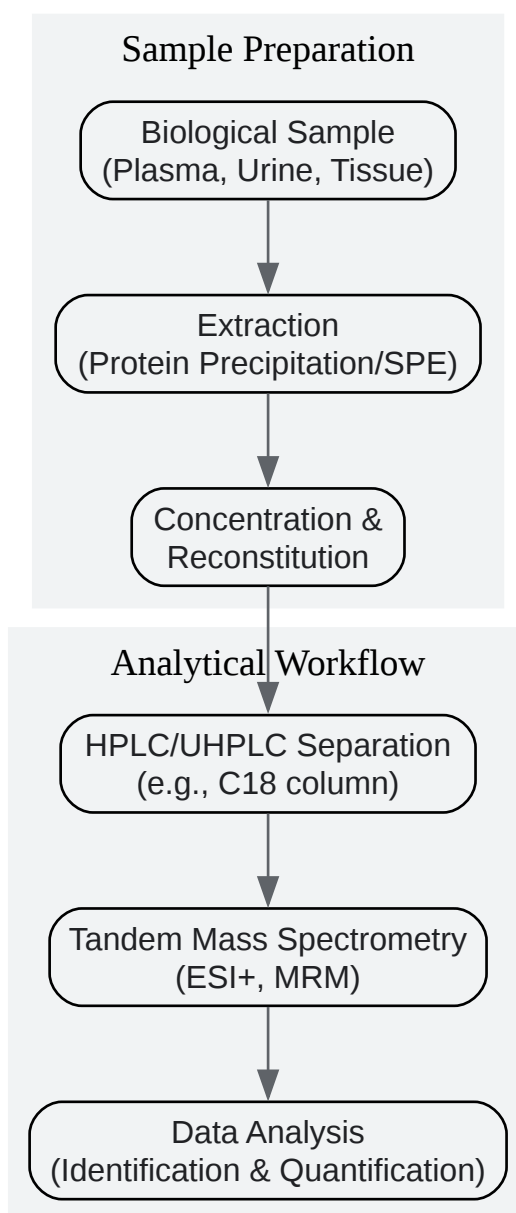 Sample Preparation
Biological Sample
(Plasma, Urine, Tissue)
Extraction
(Protein Precipitation/SPE)
Concentration &
Reconstitution
Analytical Workflow
HPLC/UHPLC Separation
(e.g., C18 column)
Tandem Mass Spectrometry
(ESI+, MRM)
Data Analysis
(Identification & Quantification)